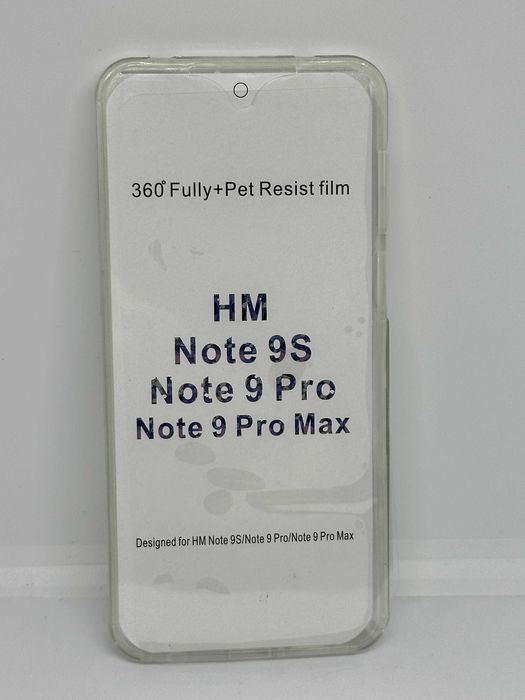 360° Fully+Pet Resist film
HM
Note 9S
Note 9 Pro
Note 9 Pro Max
Designed for HM Note 9S/Note 9 Pro/Note 9 Pro Max